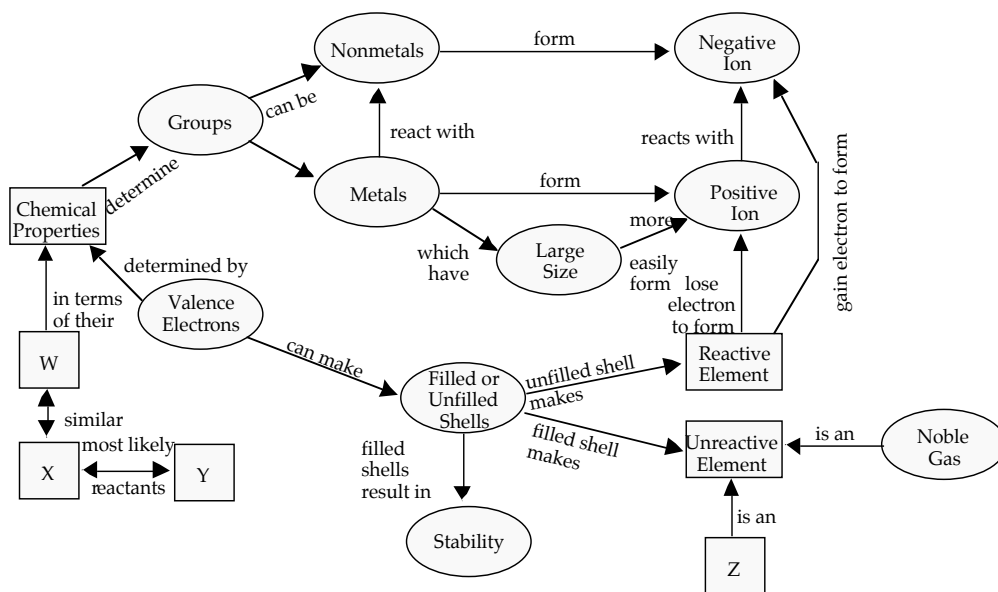 Nonmetals
form
Negative
Ion
can be
Groups
react with
reacts with
determine
Metals
form
Positive
Ion
gain electron to form
Chemical
Properties
which
have
Large
Size
more
easily
form
lose
electron
to form
determined by
Valence
Electrons
in terms
of their
W
can make
Filled or
Unfilled
Shells
unfilled shell
makes
Reactive
Element
similar
most likely
X
reactants
Y
filled
shells
result in
filled shell
makes
Unreactive
Element
is an
Noble
Gas
Stability
is an
Z